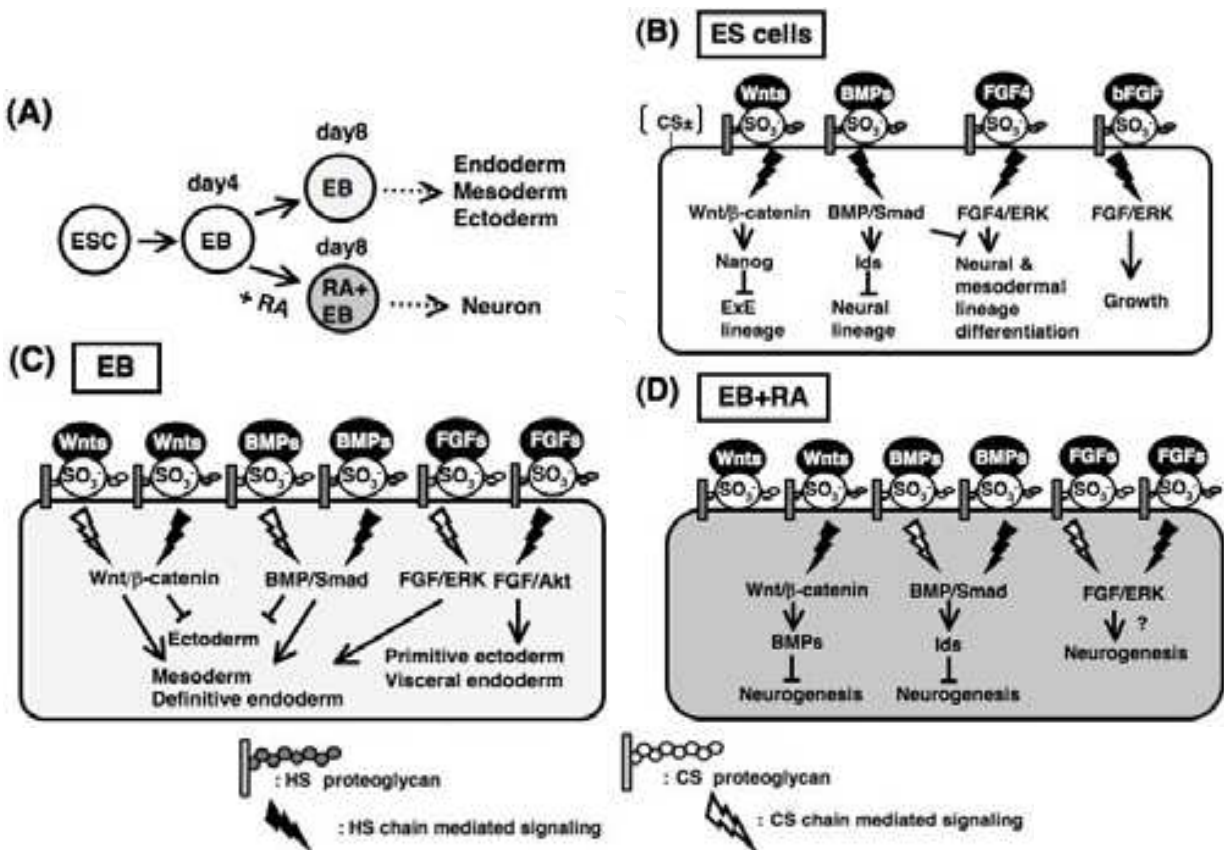 (A)
day8
day4
EB
Endoderm
Mesoderm
Ectoderm
ESC
EB
day8
+ RA
RA+
EB
Neuron
(B) ES cells
Wnts BMPs FGF4 bFGF
[ CS± ] SO3- SO3- SO3- SO3-
Wnt/β-catenin BMP/Smad FGF4/ERK FGF/ERK
Nanog Ids Neural &
mesodermal
lineage
differentiation
ExE
lineage
Neural
lineage
Growth
(C) EB
Wnts Wnts BMPs BMPs FGFs FGFs
SO3- SO3- SO3- SO3- SO3- SO3-
Wnt/β-catenin BMP/Smad FGF/ERK FGF/Akt
Ectoderm
Mesoderm
Definitive endoderm
Primitive ectoderm
Visceral endoderm
(D) EB+RA
Wnts Wnts BMPs BMPs FGFs FGFs
SO3- SO3- SO3- SO3- SO3- SO3-
Wnt/β-catenin BMP/Smad FGF/ERK
BMPs Ids ?
Neurogenesis Neurogenesis Neurogenesis
: HS proteoglycan
: HS chain mediated signaling
: CS proteoglycan
: CS chain mediated signaling